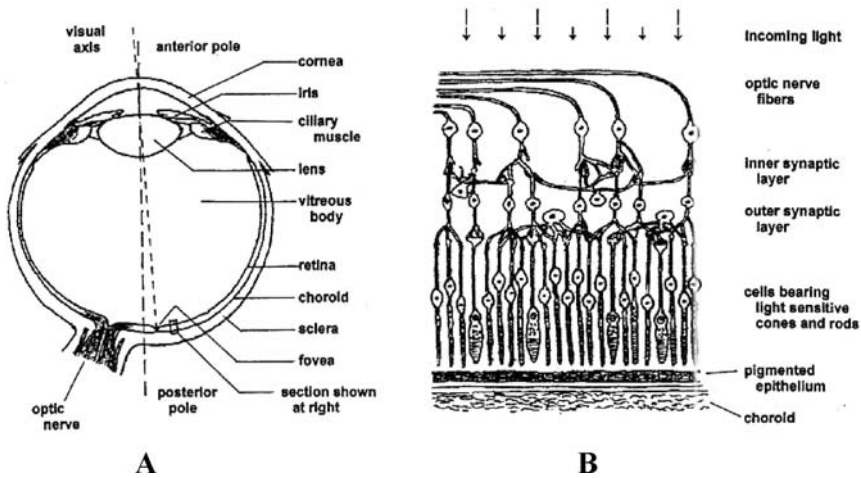 visual
axis
anterior pole
cornea
iris
ciliary
muscle
lens
vitreous
body
retina
choroid
sclera
fovea
section shown
at right
posterior
pole
optic
nerve
A
incoming light
optic nerve
fibers
inner synaptic
layer
outer synaptic
layer
cells bearing
light sensitive
cones and rods
pigmented
epithelium
choroid
B